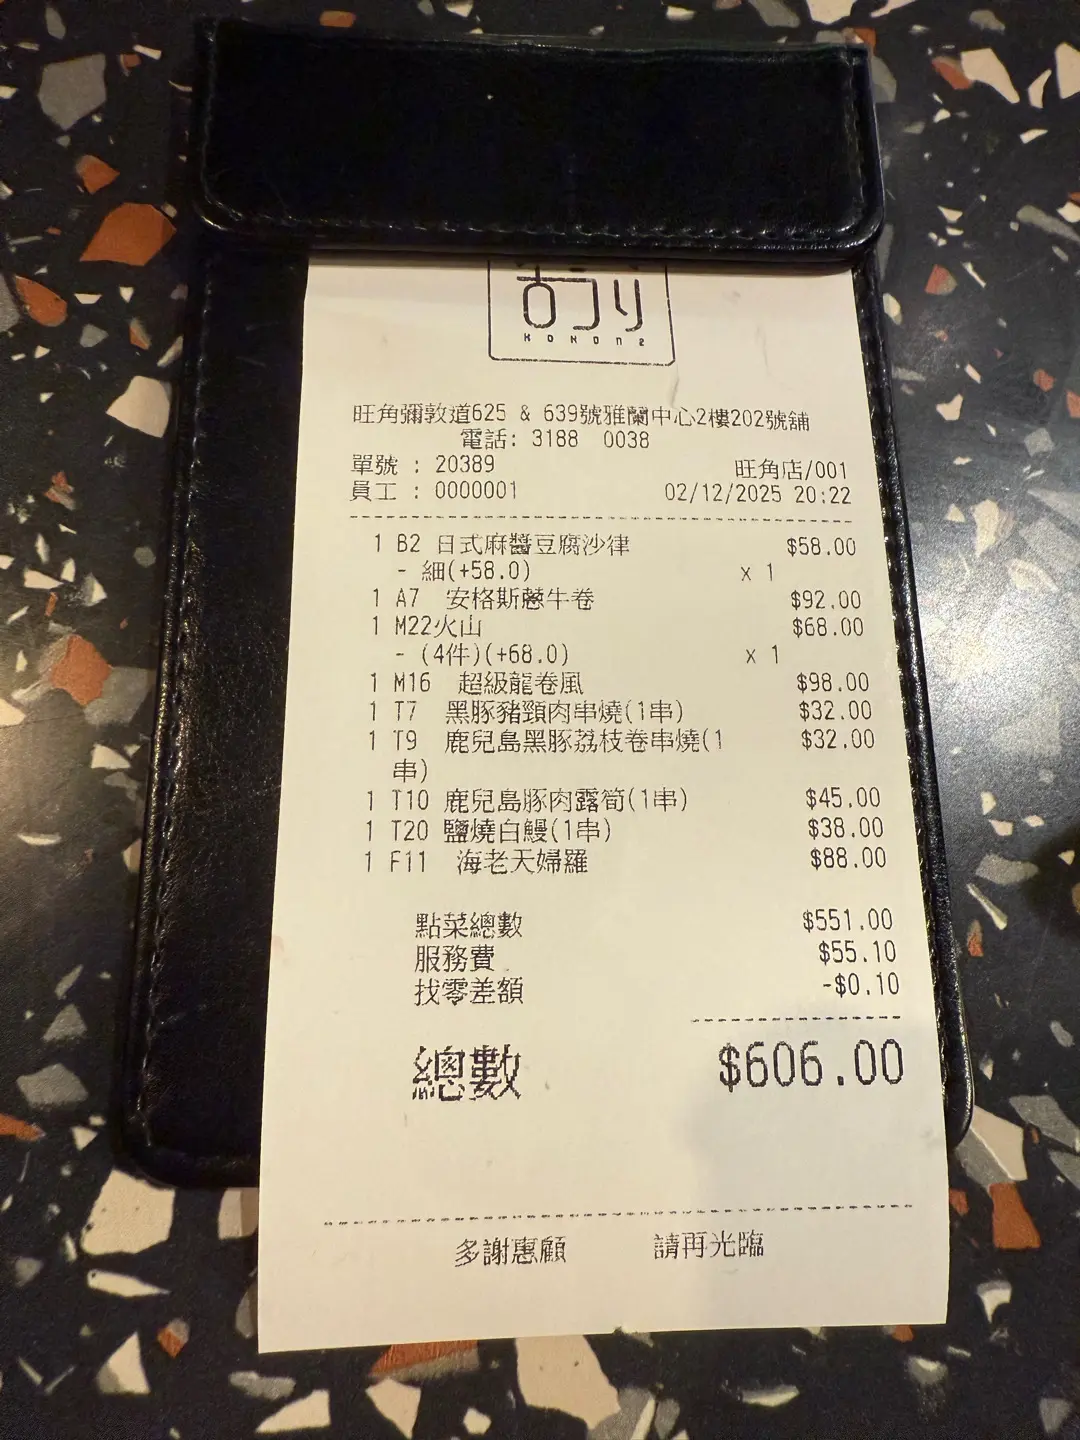 KOKON2
旺角彌敦道625 & 639號雅蘭中心2樓202號舖
電話: 3188 0038
單號 : 20389 旺角店/001
員工 : 0000001 02/12/2025 20:22
1 B2 日式麻醬豆腐沙律 $58.00
- 細(+58.0) x 1
1 A7 安格斯蔥牛卷 $92.00
1 M22火山 $68.00
- (4件)(+68.0) x 1
1 M16 超級龍卷風 $98.00
1 T7 黑豚豬頸肉串燒(1串) $32.00
1 T9 鹿兒島黑豚荔枝卷串燒(1 $32.00
串)
1 T10 鹿兒島豚肉露筍(1串) $45.00
1 T20 鹽燒白鰻(1串) $38.00
1 F11 海老天婦羅 $88.00
點菜總數 $551.00
服務費 $55.10
找零差額 -$0.10
總數 $606.00
多謝惠顧 請再光臨